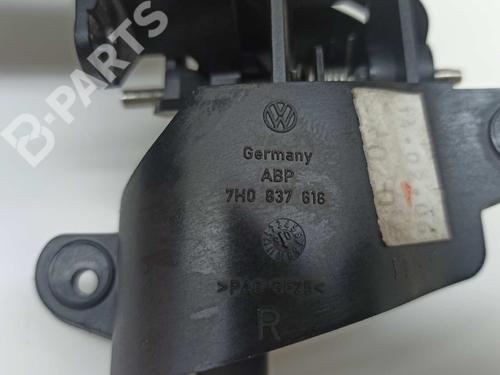 B-PARTS
Germany
ABP
7H0 837 616
>PA6-GF25<
R